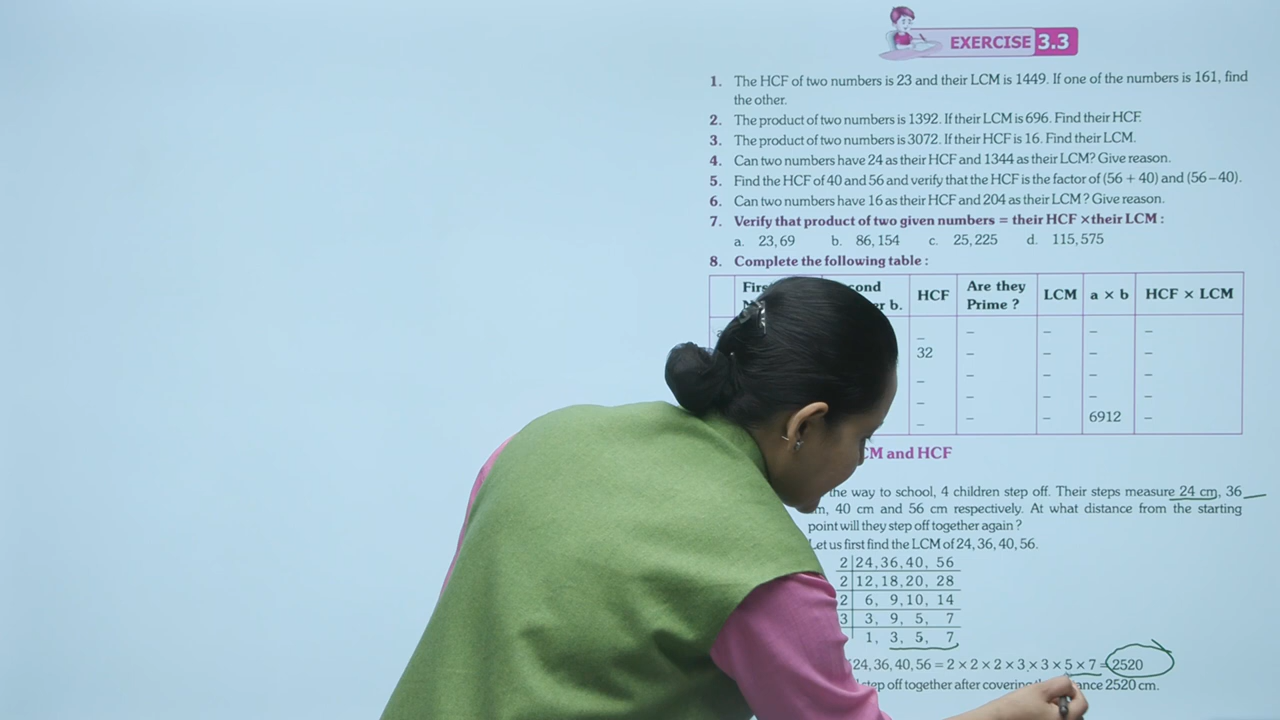 EXERCISE 3.3
1. The HCF of two numbers is 23 and their LCM is 1449. If one of the numbers is 161, find
the other.
2. The product of two numbers is 1392. If their LCM is 696. Find their HCF.
3. The product of two numbers is 3072. If their HCF is 16. Find their LCM.
4. Can two numbers have 24 as their HCF and 1344 as their LCM? Give reason.
5. Find the HCF of 40 and 56 and verify that the HCF is the factor of (56 + 40) and (56 – 40).
6. Can two numbers have 16 as their HCF and 204 as their LCM? Give reason.
7. Verify that product of two given numbers = their HCF × their LCM :
a. 23, 69 b. 86, 154 c. 25, 225 d. 115, 575
8. Complete the following table :
HCF Are they Prime ? LCM a × b HCF × LCM
b.
– – – – –
32 – – – –
– – – – –
– – – – –
– – – 6912 –
and HCF
the way to school, 4 children step off. Their steps measure 24 cm, 36
40 cm and 56 cm respectively. At what distance from the starting
point will they step off together again ?
Let us first find the LCM of 24, 36, 40, 56.
2 24, 36, 40, 56
2 12, 18, 20, 28
2 6, 9, 10, 14
3 3, 9, 5, 7
1, 3, 5, 7
24, 36, 40, 56 = 2 × 2 × 2 × 3 × 3 × 5 × 7 = 2520
step off together after covering 2520 cm.